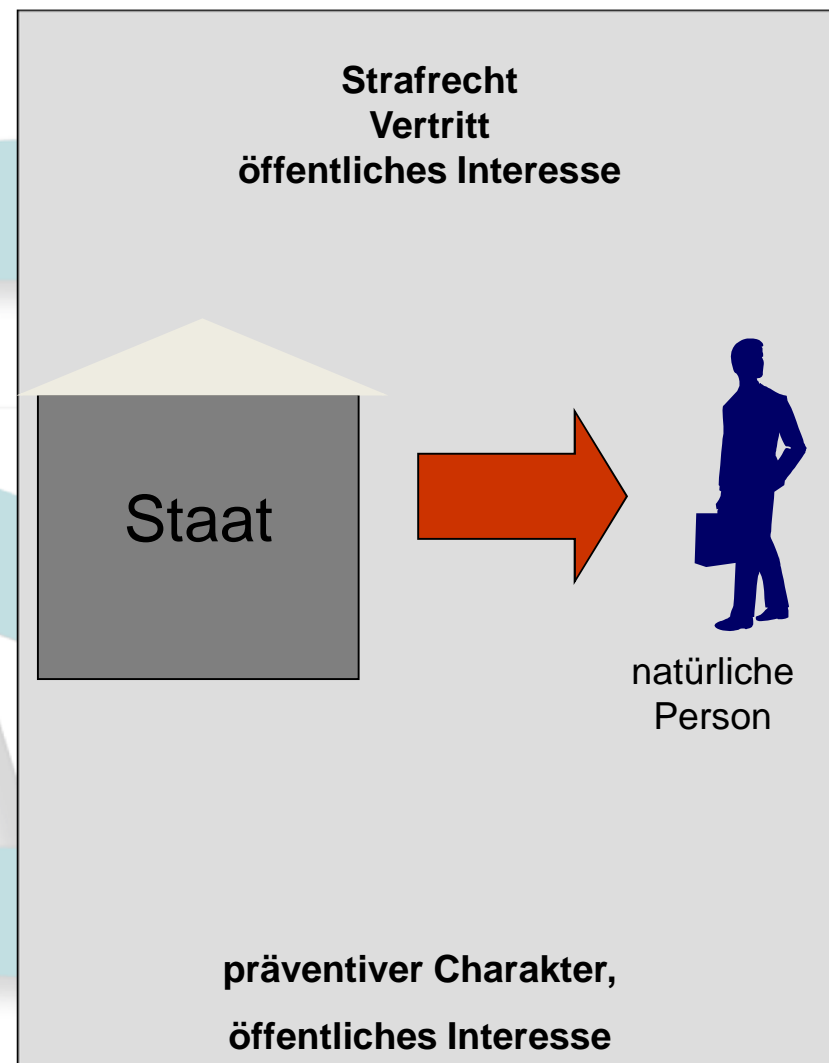 Strafrecht
Vertritt
öffentliches Interesse
Staat
natürliche
Person
präventiver Charakter,
öffentliches Interesse